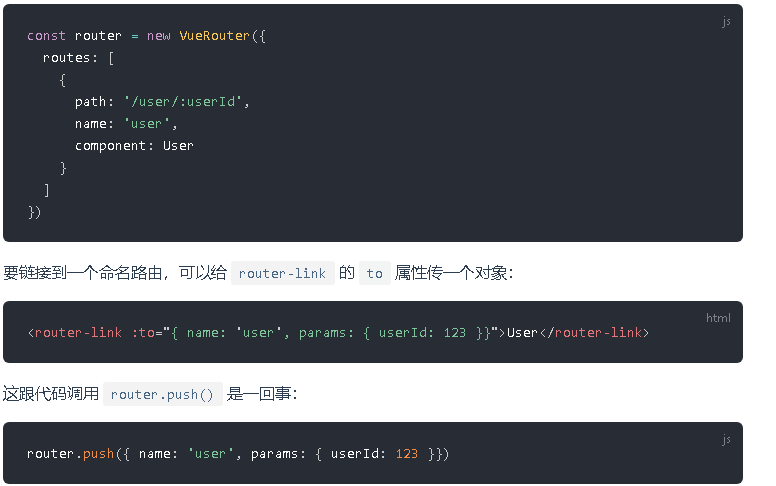 js
const router = new VueRouter({
  routes: [
    {
      path: '/user/:userId',
      name: 'user',
      component: User
    }
  ]
})
要链接到一个命名路由，可以给 router-link 的 to 属性传一个对象：
html
<router-link :to="{ name: 'user', params: { userId: 123 }}">User</router-link>
这跟代码调用 router.push() 是一回事：
js
router.push({ name: 'user', params: { userId: 123 }})